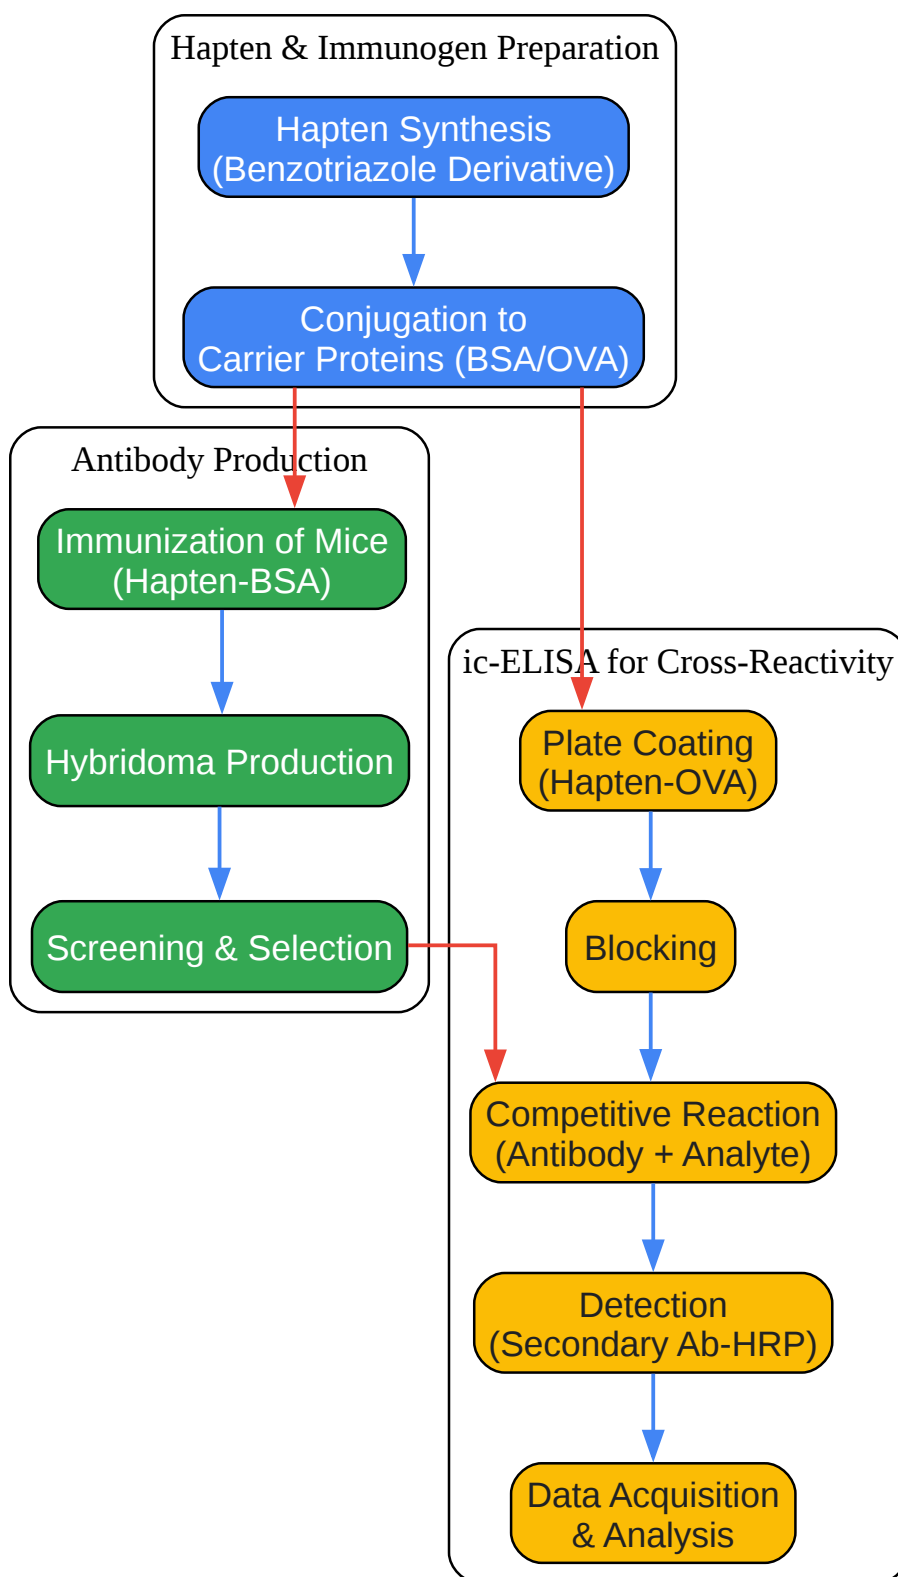 Hapten & Immunogen Preparation
Hapten Synthesis
(Benzotriazole Derivative)
Conjugation to
Carrier Proteins (BSA/OVA)
Antibody Production
Immunization of Mice
(Hapten-BSA)
Hybridoma Production
Screening & Selection
ic-ELISA for Cross-Reactivity
Plate Coating
(Hapten-OVA)
Blocking
Competitive Reaction
(Antibody + Analyte)
Detection
(Secondary Ab-HRP)
Data Acquisition
& Analysis